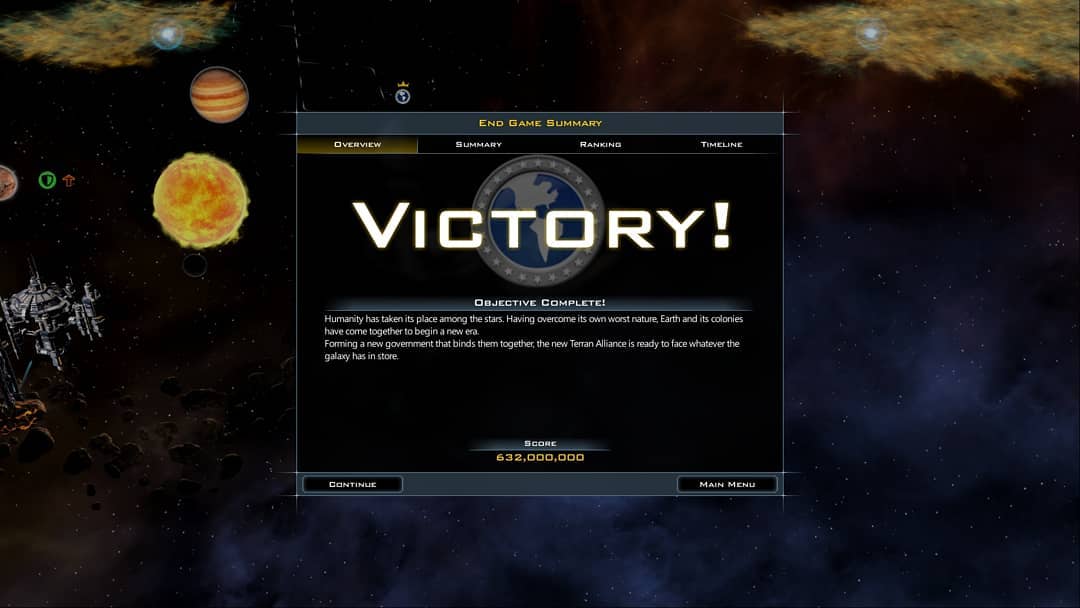 End Game Summary
Overview Summary Ranking Timeline
Victory!
Objective Complete!
Humanity has taken its place among the stars. Having overcome its own worst nature, Earth and its colonies
have come together to begin a new era.
Forming a new government that binds them together, the new Terran Alliance is ready to face whatever the
galaxy has in store.
Score
632,000,000
Continue Main Menu